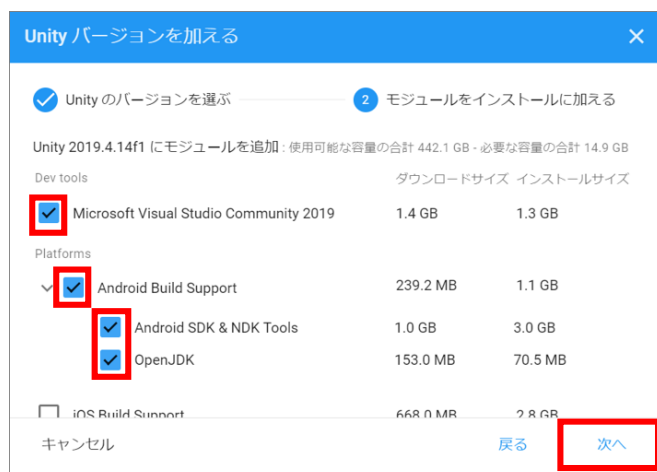 Unity バージョンを加える
Unity のバージョンを選ぶ 2 モジュールをインストールに加える
Unity 2019.4.14f1 にモジュールを追加 : 使用可能な容量の合計 442.1 GB - 必要な容量の合計 14.9 GB
Dev tools ダウンロードサイズ インストールサイズ
Microsoft Visual Studio Community 2019 1.4 GB 1.3 GB
Platforms
Android Build Support 239.2 MB 1.1 GB
Android SDK & NDK Tools 1.0 GB 3.0 GB
OpenJDK 153.0 MB 70.5 MB
iOS Build Support 668.0 MB 2.8 GB
キャンセル 戻る 次へ